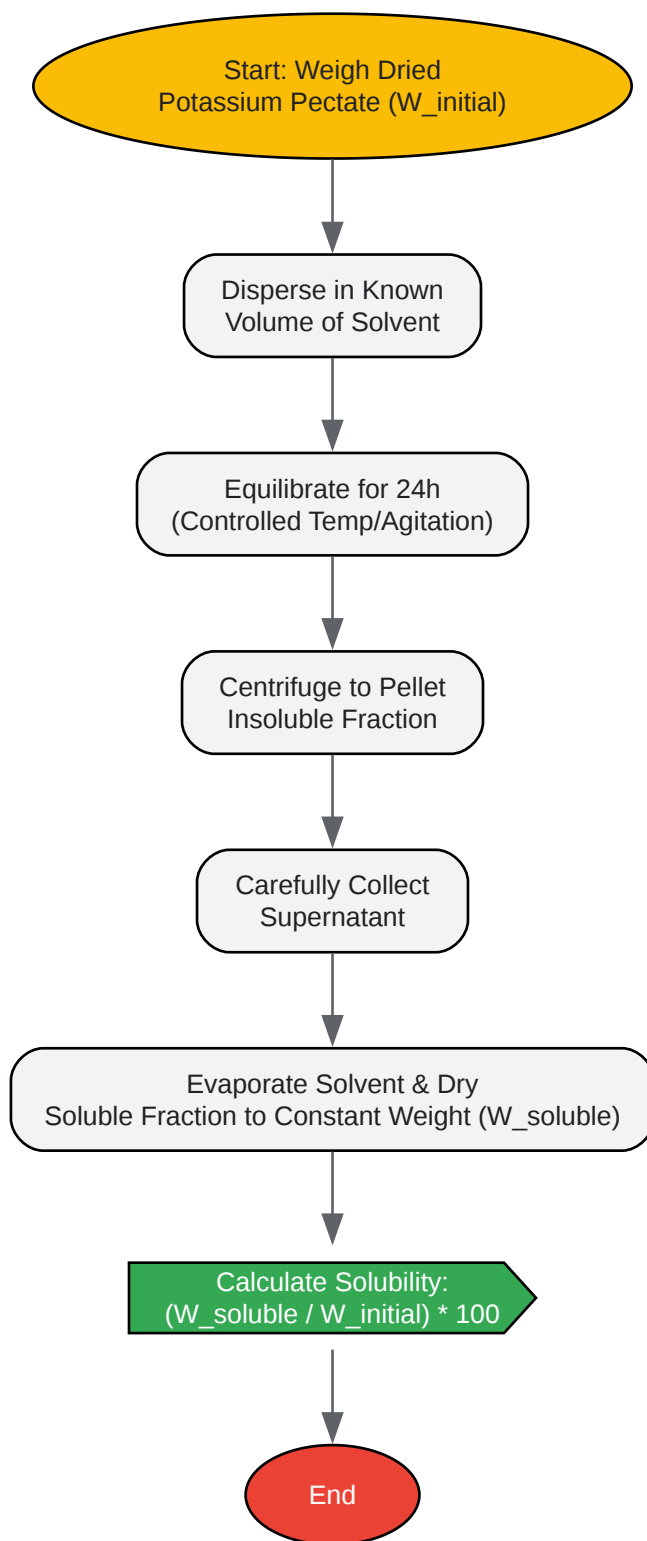 Start: Weigh Dried
Potassium Pectate (W_initial)
Disperse in Known
Volume of Solvent
Equilibrate for 24h
(Controlled Temp/Agitation)
Centrifuge to Pellet
Insoluble Fraction
Carefully Collect
Supernatant
Evaporate Solvent & Dry
Soluble Fraction to Constant Weight (W_soluble)
Calculate Solubility:
(W_soluble / W_initial) * 100
End